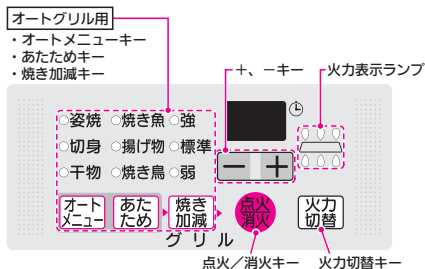 オートグリル用
・オートメニューキー
・あたためキー
・焼き加減キー
+、-キー
火力表示ランプ
姿焼 焼き魚 強
切身 揚げ物 標準
干物 焼き鳥 弱
- +
オート
メニュー
あた
ため
焼き
加減
点火
消火
火力
切替
グリル
点火/消火キー
火力切替キー